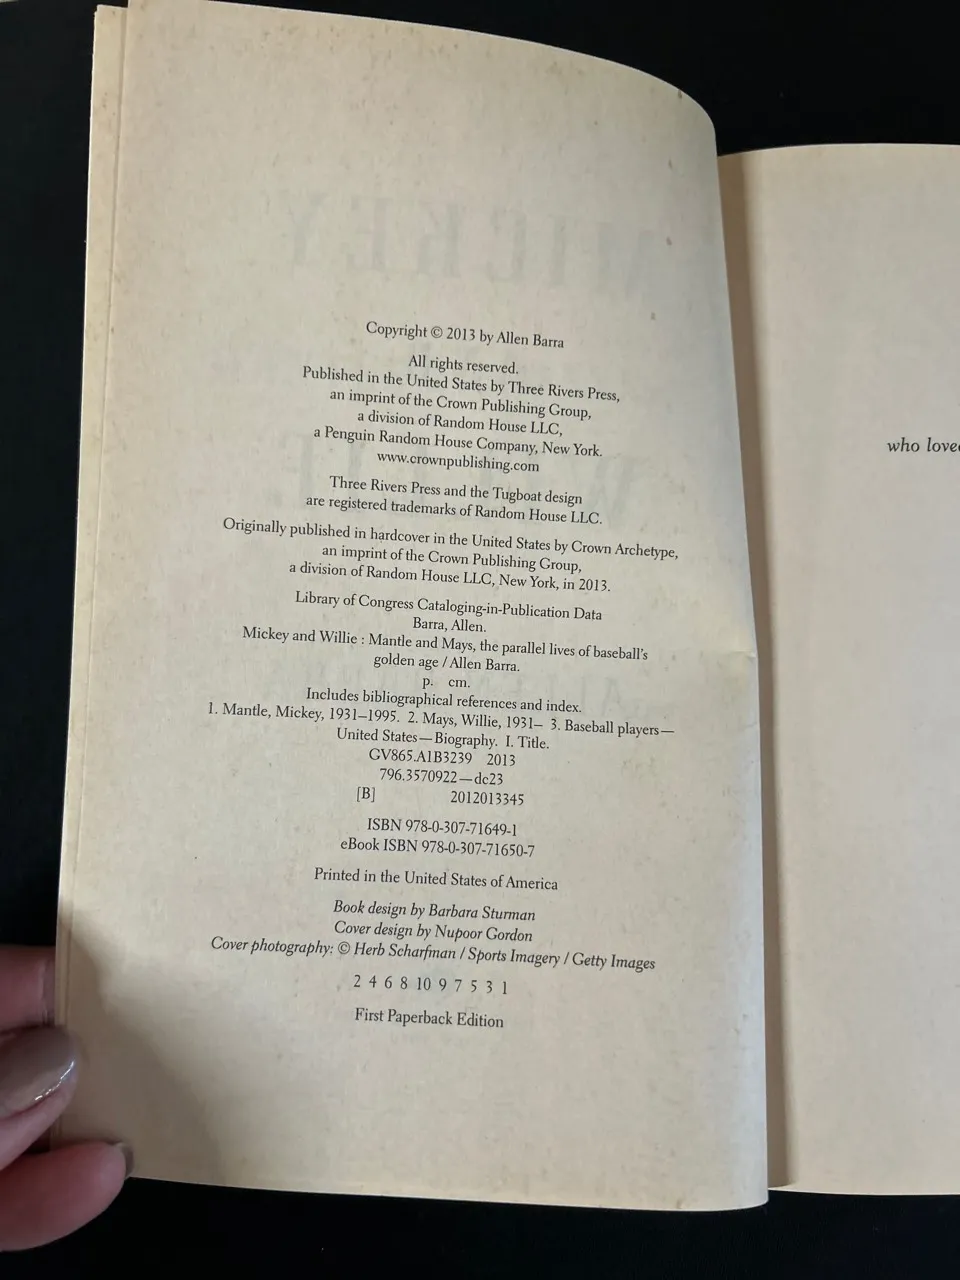 Copyright © 2013 by Allen Barra
All rights reserved.
Published in the United States by Three Rivers Press,
an imprint of the Crown Publishing Group,
a division of Random House LLC,
a Penguin Random House Company, New York.
www.crownpublishing.com
Three Rivers Press and the Tugboat design
are registered trademarks of Random House LLC.
Originally published in hardcover in the United States by Crown Archetype,
an imprint of the Crown Publishing Group,
a division of Random House LLC, New York, in 2013.
Library of Congress Cataloging-in-Publication Data
Barra, Allen.
Mickey and Willie : Mantle and Mays, the parallel lives of baseball's
golden age / Allen Barra.
p. cm.
Includes bibliographical references and index.
1. Mantle, Mickey, 1931–1995. 2. Mays, Willie, 1931– 3. Baseball players—
United States—Biography. I. Title.
GV865.A1B3239 2013
796.3570922—dc23
[B] 2012013345
ISBN 978-0-307-71649-1
eBook ISBN 978-0-307-71650-7
Printed in the United States of America
Book design by Barbara Sturman
Cover design by Nupoor Gordon
Cover photography: © Herb Scharfman / Sports Imagery / Getty Images
2 4 6 8 10 9 7 5 3 1
First Paperback Edition
who love